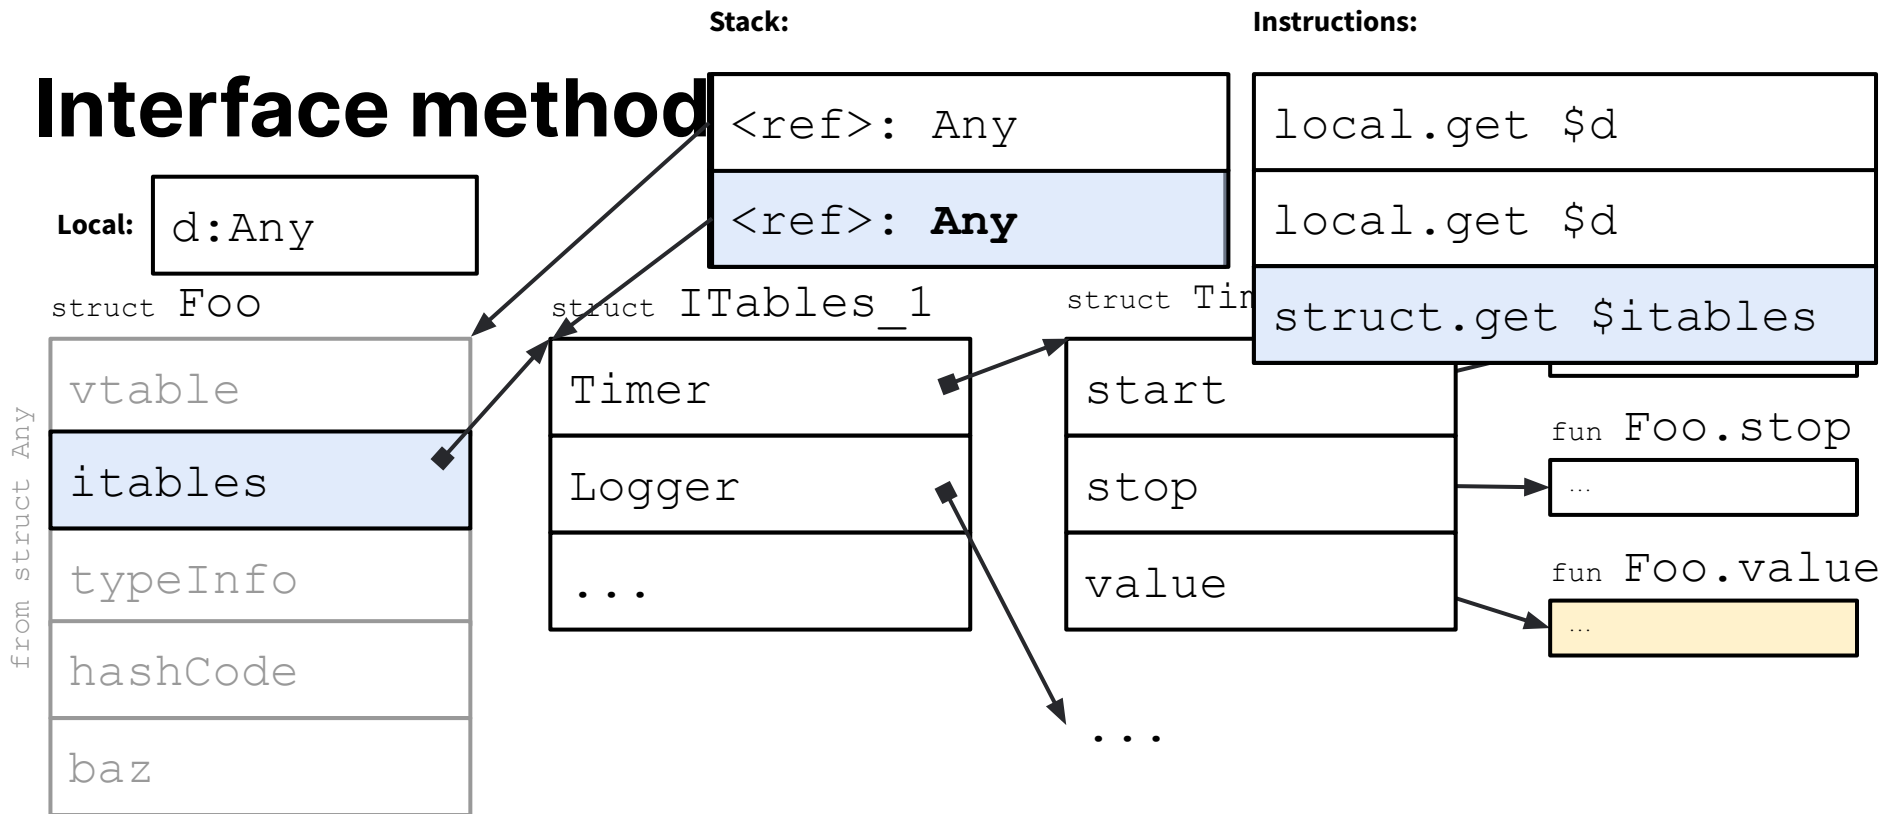 Stack:
Instructions:
Interface method
<ref>: Any
<ref>: Any
local.get $d
local.get $d
struct.get $itables
Local:
d:Any
struct Foo
vtable
itables
typeInfo
hashCode
baz
from struct Any
struct ITables_1
Timer
Logger
...
struct
start
stop
value
...
fun Foo.stop
...
fun Foo.value
...